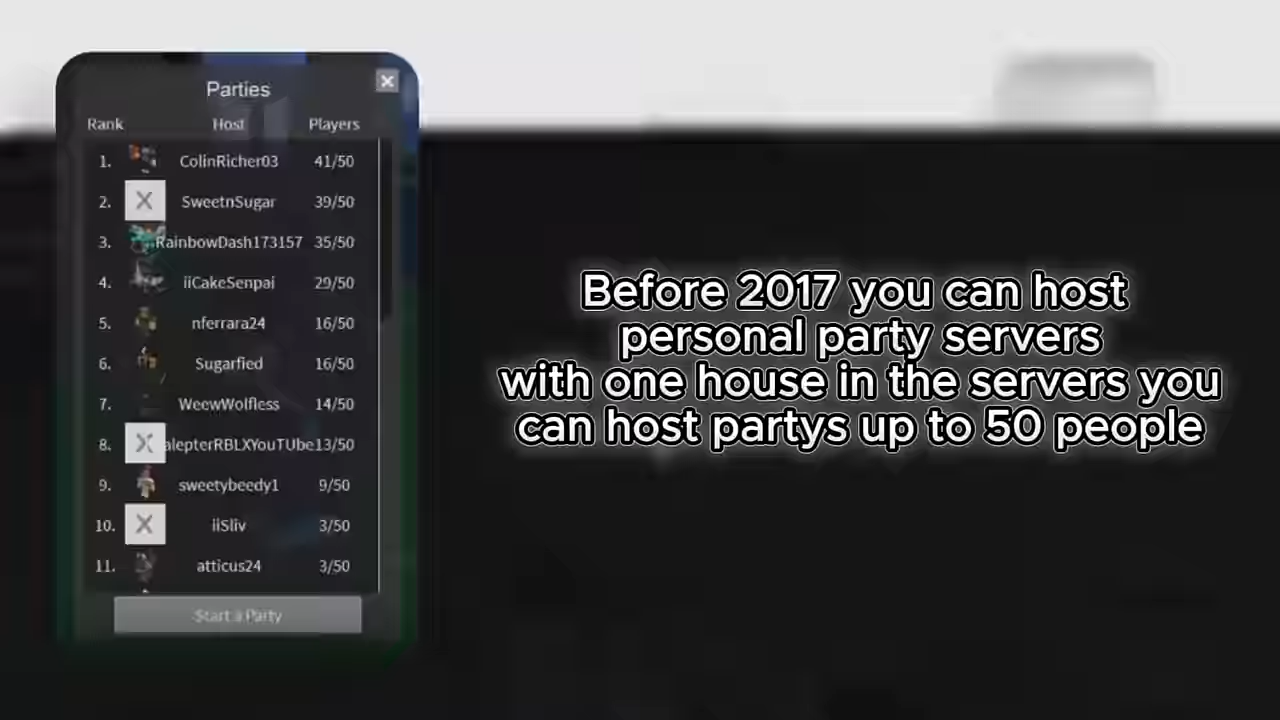 Parties
Rank Host Players
1. ColinRicher03 41/50
2. SweetnSugar 39/50
3. RainbowDash173157 35/50
4. iiCakeSenpai 29/50
5. nferrara24 16/50
6. Sugarfied 16/50
7. WeewWolfless 14/50
8. alepterRBLXYouTUbe 13/50
9. sweetybeedy1 9/50
10. iiSliv 3/50
11. atticus24 3/50
Start a Party
Before 2017 you can host
personal party servers
with one house in the servers you
can host partys up to 50 people